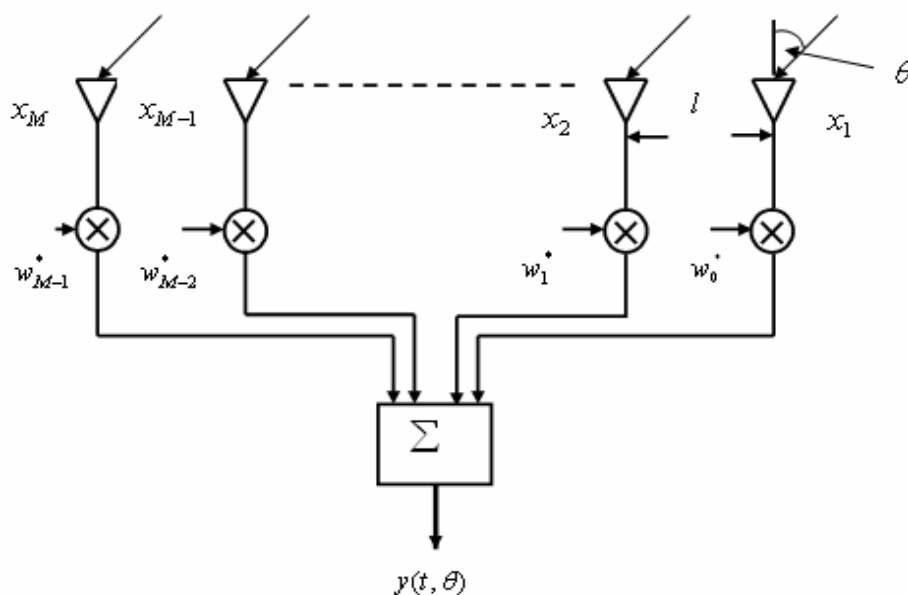 θ
x_M x_{M-1} x_2 l x_1
w*_{M-1} w*_{M-2} w*_1 w*_0
Σ
y(t, θ)